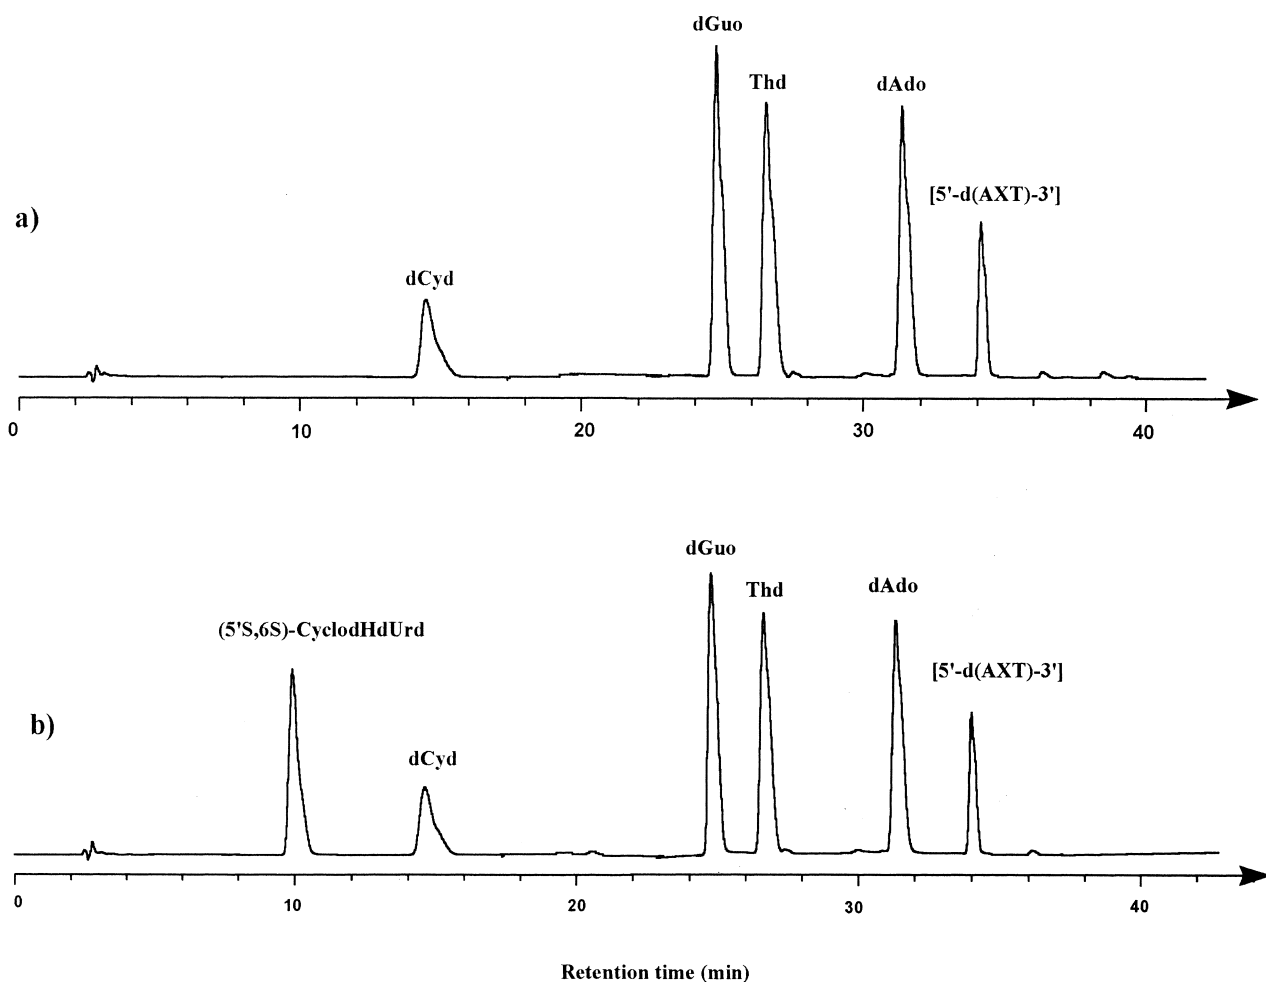 dGuo
Thd
dAdo
[5'-d(AXT)-3']
a)
dCyd
0 10 20 30 40
dGuo
Thd
dAdo
(5'S,6S)-CyclodHdUrd
[5'-d(AXT)-3']
b)
dCyd
0 10 20 30 40
Retention time (min)